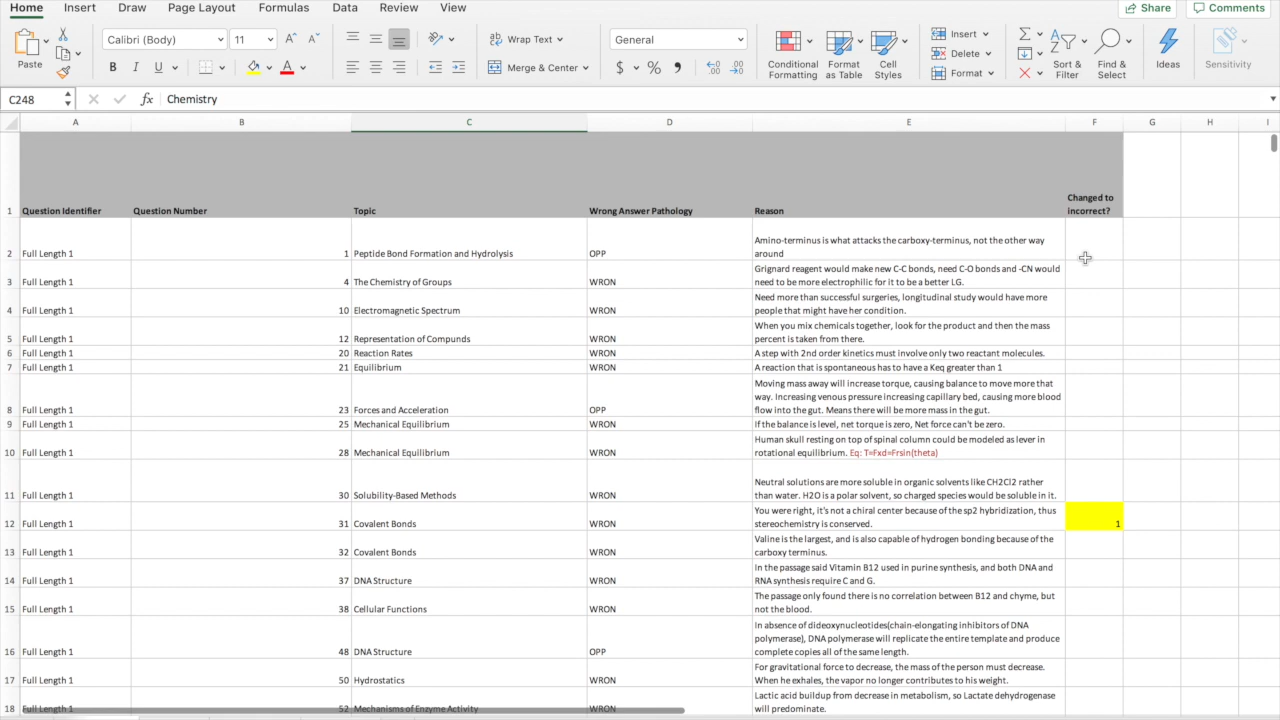 Home Insert Draw Page Layout Formulas Data Review View Share Comments
Paste Calibri (Body) 11 Wrap Text General Insert
B I U Merge & Center $ % Conditional Formatting Format as Table Cell Styles Delete Format Sort & Filter Find & Select Ideas Sensitivity
C248 fx Chemistry
A B C D E F G H I
1 Question Identifier Question Number Topic Wrong Answer Pathology Reason Changed to incorrect?
2 Full Length 1 1 Peptide Bond Formation and Hydrolysis OPP Amino-terminus is what attacks the carboxy-terminus, not the other way
around
3 Full Length 1 4 The Chemistry of Groups WRON Grignard reagent would make new C-C bonds, need C-O bonds and -CN would
need to be more electrophilic for it to be a better LG.
4 Full Length 1 10 Electromagnetic Spectrum WRON Need more than successful surgeries, longitudinal study would have more
people that might have her condition.
5 Full Length 1 12 Representation of Compunds WRON When you mix chemicals together, look for the product and then the mass
percent is taken from there.
6 Full Length 1 20 Reaction Rates WRON A step with 2nd order kinetics must involve only two reactant molecules.
7 Full Length 1 21 Equilibrium WRON A reaction that is spontaneous has to have a Keq greater than 1
8 Full Length 1 23 Forces and Acceleration OPP Moving mass away will increase torque, causing balance to move more that
way. Increasing venous pressure increasing capillary bed, causing more blood
flow into the gut. Means there will be more mass in the gut.
9 Full Length 1 25 Mechanical Equilibrium WRON If the balance is level, net torque is zero, Net force can't be zero.
10 Full Length 1 28 Mechanical Equilibrium WRON Human skull resting on top of spinal column could be modeled as lever in
rotational equilibrium. Eq: T=Fxd=Frsin(theta)
11 Full Length 1 30 Solubility-Based Methods WRON Neutral solutions are more soluble in organic solvents like CH2Cl2 rather
than water. H2O is a polar solvent, so charged species would be soluble in it.
12 Full Length 1 31 Covalent Bonds WRON You were right, it's not a chiral center because of the sp2 hybridization, thus
stereochemistry is conserved. 1
13 Full Length 1 32 Covalent Bonds WRON Valine is the largest, and is also capable of hydrogen bonding because of the
carboxy terminus.
14 Full Length 1 37 DNA Structure WRON In the passage said Vitamin B12 used in purine synthesis, and both DNA and
RNA synthesis require C and G.
15 Full Length 1 38 Cellular Functions WRON The passage only found there is no correlation between B12 and chyme, but
not the blood.
16 Full Length 1 48 DNA Structure OPP In absence of dideoxynucleotides(chain-elongating inhibitors of DNA
polymerase), DNA polymerase will replicate the entire template and produce
complete copies all of the same length.
17 Full Length 1 50 Hydrostatics WRON For gravitational force to decrease, the mass of the person must decrease.
When he exhales, the vapor no longer contributes to his weight.
18 Full Length 1 52 Mechanisms of Enzyme Activity WRON Lactic acid buildup from decrease in metabolism, so Lactate dehydrogenase
will predominate.